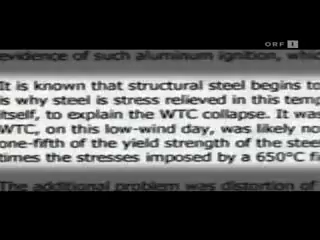 ORF 1
evidence of such aluminum ignition, whic
It is known that structural steel begins to
is why steel is stress relieved in this temp
itself, to explain the WTC collapse. It was
WTC, on this low-wind day, was likely no
one-fifth of the yield strength of the stee
times the stresses imposed by a 650°C fi
The additional problem was distortion of